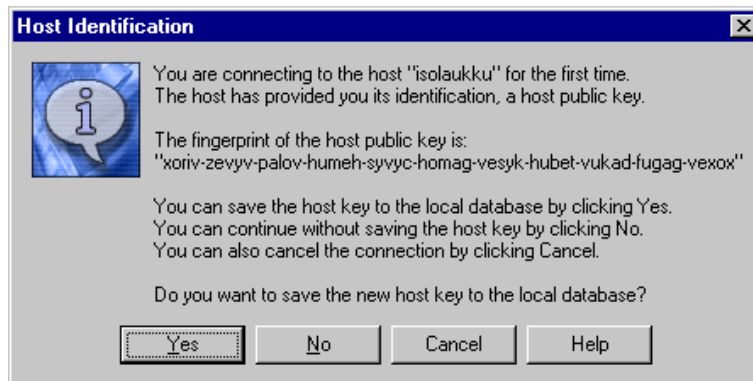 Host Identification
You are connecting to the host "isolaukku" for the first time.
The host has provided you its identification, a host public key.
The fingerprint of the host public key is:
"xoriv-zevyv-palov-humeh-syvyc-homag-vesyk-hubet-vukad-fugag-vexox"
You can save the host key to the local database by clicking Yes.
You can continue without saving the host key by clicking No.
You can also cancel the connection by clicking Cancel.
Do you want to save the new host key to the local database?
Yes No Cancel Help